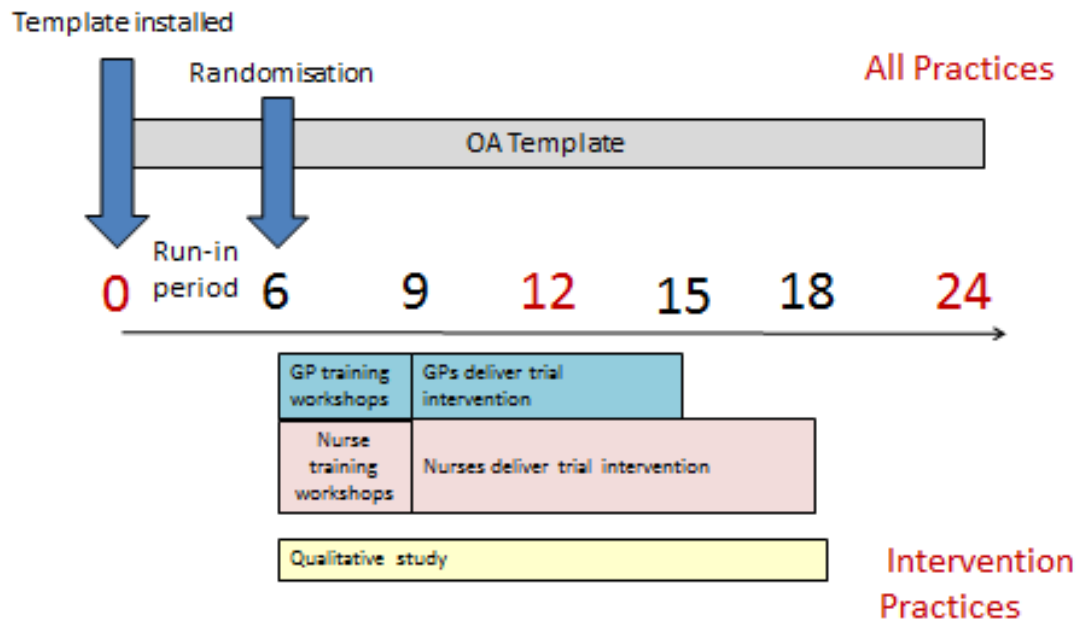 Template installed
Randomisation
All Practices
OA Template
Run-in
period
0
6
9
12
15
18
24
GP training
workshops
GPs deliver trial
intervention
Nurse
training
workshops
Nurses deliver trial intervention
Qualitative study
Intervention
Practices